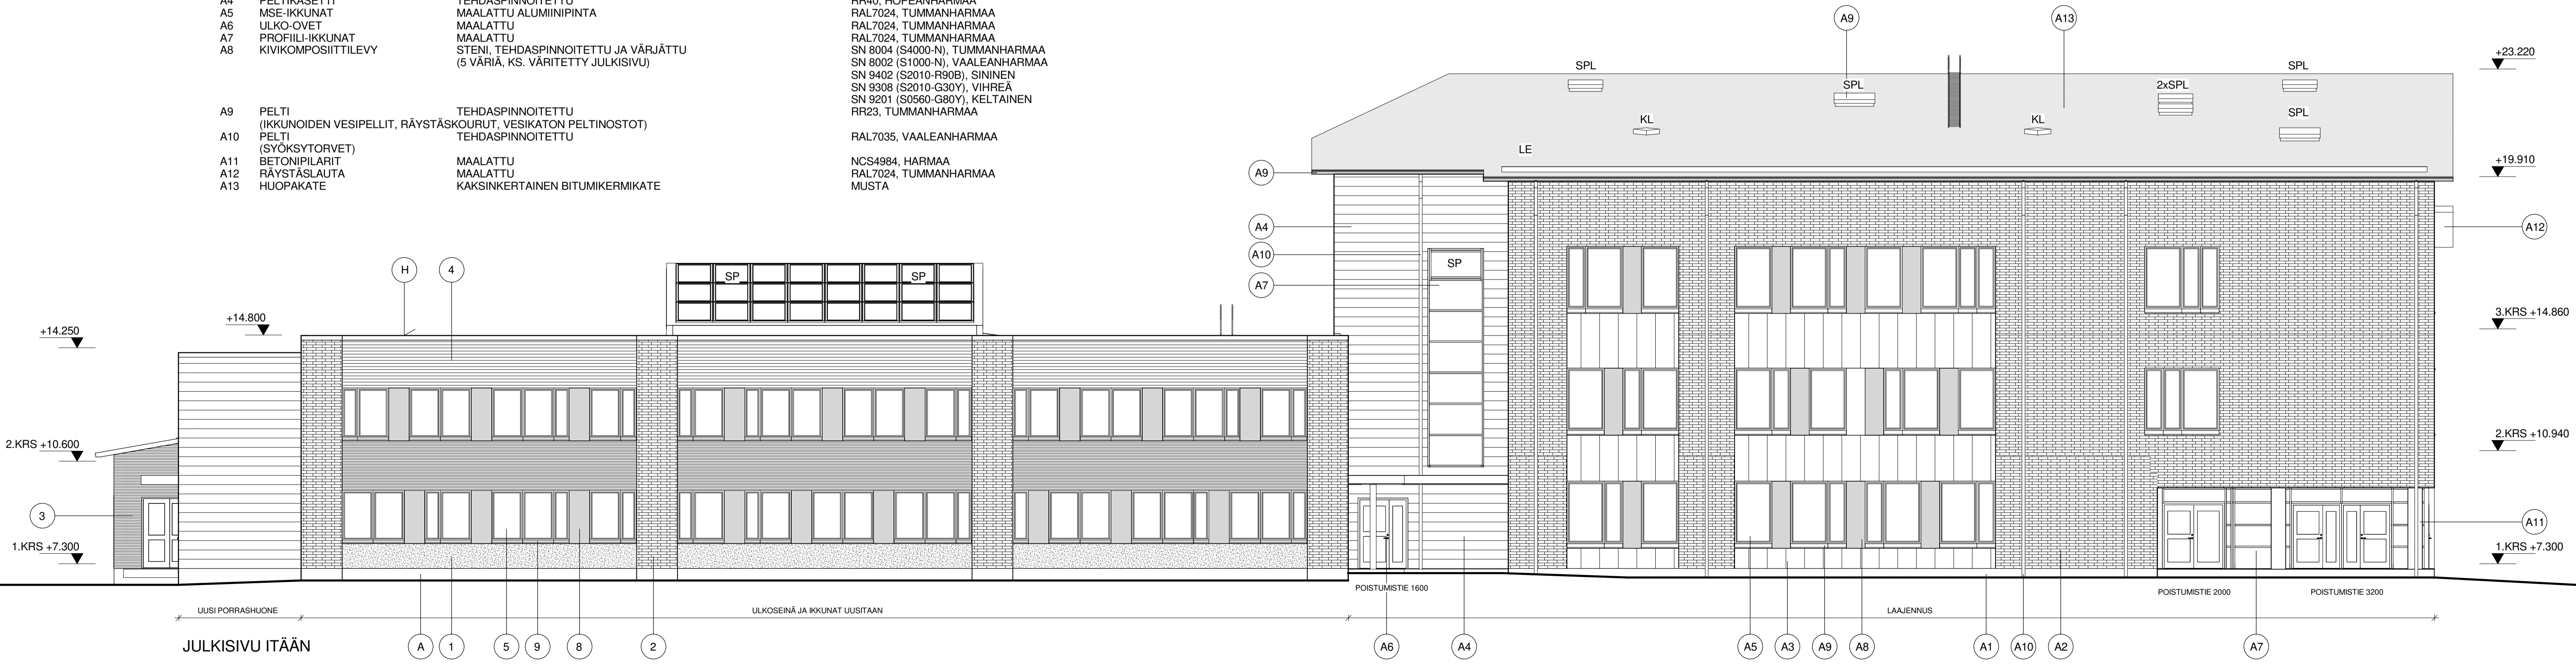 A4 PELTIKASETTI TEHDASPINNOITETTU RR40, HOPEANHARMAA
A5 MSE-IKKUNAT MAALATTU ALUMIINIPINTA RAL7024, TUMMANHARMAA
A6 ULKO-OVET MAALATTU RAL7024, TUMMANHARMAA
A7 PROFIILI-IKKUNAT MAALATTU RAL7024, TUMMANHARMAA
A8 KIVIKOMPOSIITTILEVY STENI, TEHDASPINNOITETTU JA VÄRJÄTTU SN 8004 (S4000-N), TUMMANHARMAA
(5 VÄRIÄ, KS. VÄRITETTY JULKISIVU) SN 8002 (S1000-N), VAALEANHARMAA
SN 9402 (S2010-R90B), SININEN
SN 9308 (S2010-G30Y), VIHREÄ
SN 9201 (S0560-G80Y), KELTAINEN
A9 PELTI TEHDASPINNOITETTU RR23, TUMMANHARMAA
(IKKUNOIDEN VESIPELLIT, RÄYSTÄSKOURUT, VESIKATON PELTINOSTOT)
A10 PELTI TEHDASPINNOITETTU RAL7035, VAALEANHARMAA
(SYÖKSYTORVET)
A11 BETONIPILARIT MAALATTU NCS4984, HARMAA
A12 RÄYSTÄSLAUTA MAALATTU RAL7024, TUMMANHARMAA
A13 HUOPAKATE KAKSINKERTAINEN BITUMIKERMIKATE MUSTA
A9 A13
+23.220
SPL SPL 2xSPL SPL
SPL
KL KL
LE
+19.910
A9
A4
A10
A7
A12
SP
H 4
SP SP
+14.250
+14.800
3.KRS +14.860
2.KRS +10.600
2.KRS +10.940
3
A11
1.KRS +7.300
1.KRS +7.300
POISTUMISTIE 1600
POISTUMISTIE 2000 POISTUMISTIE 3200
UUSI PORRASHUONE ULKOSEINÄ JA IKKUNAT UUSITAAN LAAJENNUS
JULKISIVU ITÄÄN
A 1 5 9 8 2 A6 A4 A5 A3 A9 A8 A1 A10 A2 A7